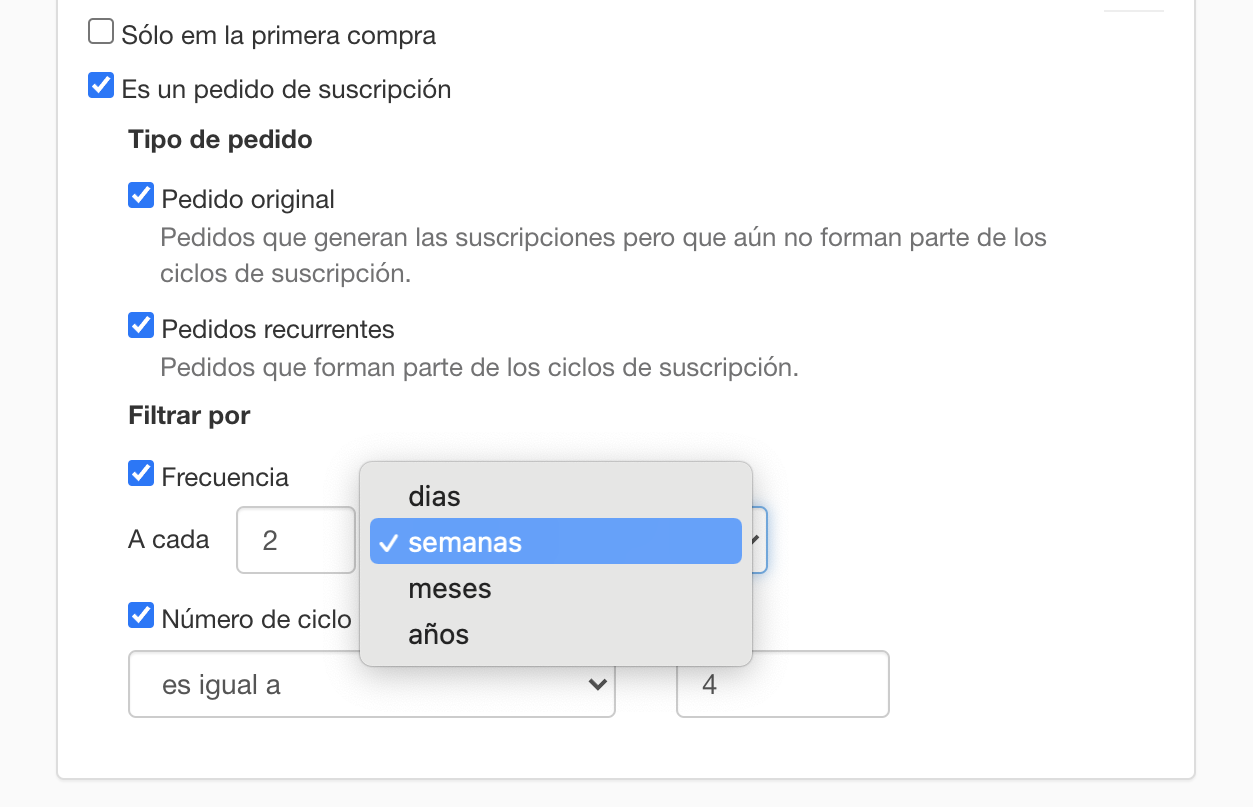 Sólo em la primera compra
Es un pedido de suscripción
Tipo de pedido
Pedido original
Pedidos que generan las suscripciones pero que aún no forman parte de los
ciclos de suscripción.
Pedidos recurrentes
Pedidos que forman parte de los ciclos de suscripción.
Filtrar por
Frecuencia
dias
A cada 2 semanas
meses
Número de ciclo
años
es igual a 4